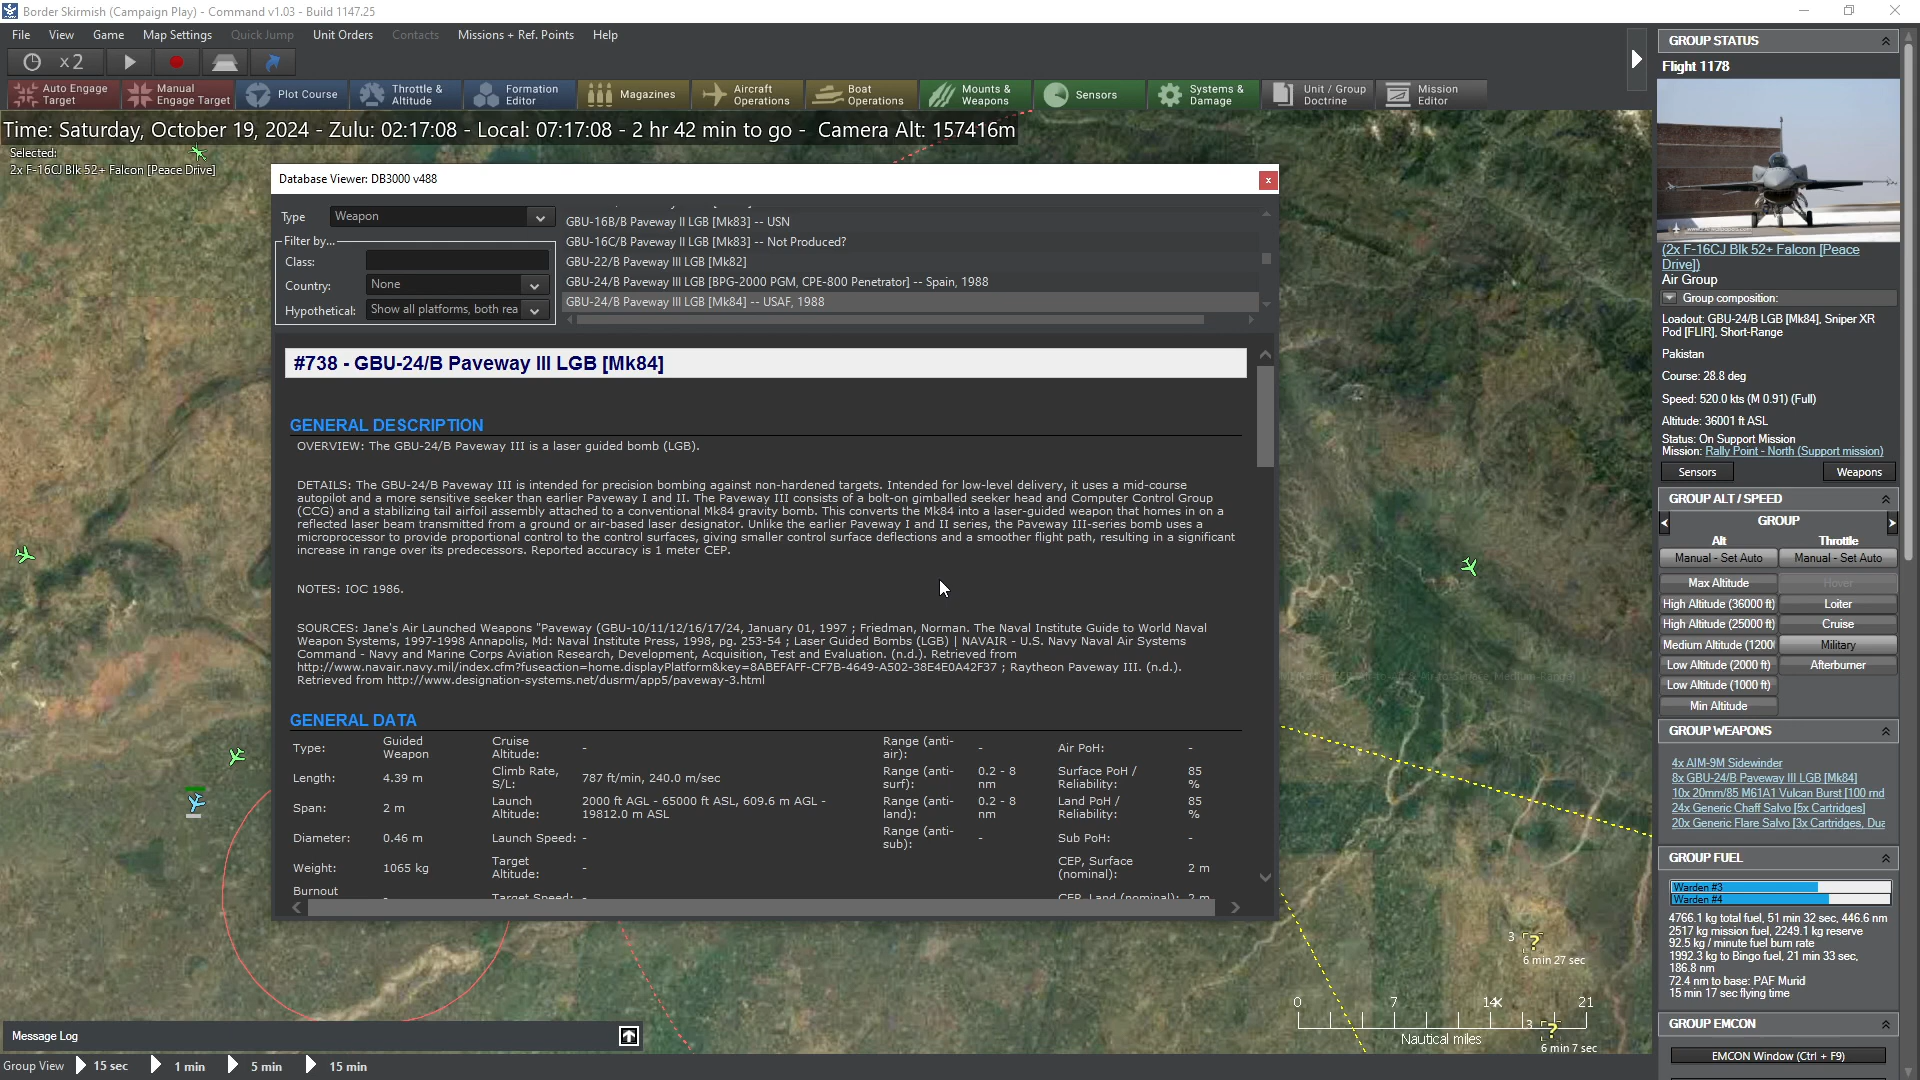 Border Skirmish (Campaign Play) - Command v1.03 - Build 1147.25
File View Game Map Settings Quick Jump Unit Orders Contacts Missions + Ref. Points Help
x 2
Auto Engage Target
Manual Engage Target
Plot Course
Throttle & Altitude
Formation Editor
Magazines
Aircraft Operations
Boat Operations
Mounts & Weapons
Sensors
Systems & Damage
Unit / Group Doctrine
Mission Editor
Time: Saturday, October 19, 2024 - Zulu: 02:17:08 - Local: 07:17:08 - 2 hr 42 min to go - Camera Alt: 157416m
Selected:
2x F-16CJ Blk 52+ Falcon [Peace Drive]
Database Viewer: DB3000 v488
x
Type Weapon
Filter by...
Class:
Country: None
Hypothetical: Show all platforms, both rea
GBU-16B/B Paveway II LGB [Mk83] -- USN
GBU-16C/B Paveway II LGB [Mk83] -- Not Produced?
GBU-22/B Paveway III LGB [Mk82]
GBU-24/B Paveway III LGB [BPG-2000 PGM, CPE-800 Penetrator] -- Spain, 1988
GBU-24/B Paveway III LGB [Mk84] -- USAF, 1988
#738 - GBU-24/B Paveway III LGB [Mk84]
GENERAL DESCRIPTION
OVERVIEW: The GBU-24/B Paveway III is a laser guided bomb (LGB).
DETAILS: The GBU-24/B Paveway III is intended for precision bombing against non-hardened targets. Intended for low-level delivery, it uses a mid-course
autopilot and a more sensitive seeker than earlier Paveway I and II. The Paveway III consists of a bolt-on gimballed seeker head and Computer Control Group
(CCG) and a stabilizing tail airfoil assembly attached to a conventional Mk84 gravity bomb. This converts the Mk84 into a laser-guided weapon that homes in on a
reflected laser beam transmitted from a ground or air-based laser designator. Unlike the earlier Paveway I and II series, the Paveway III-series bomb uses a
microprocessor to provide proportional control to the control surfaces, giving smaller control surface deflections and a smoother flight path, resulting in a significant
increase in range over its predecessors. Reported accuracy is 1 meter CEP.
NOTES: IOC 1986.
SOURCES: Jane's Air Launched Weapons "Paveway (GBU-10/11/12/16/17/24, January 01, 1997 ; Friedman, Norman. The Naval Institute Guide to World Naval
Weapon Systems, 1997-1998 Annapolis, Md: Naval Institute Press, 1998, pg. 253-54 ; Laser Guided Bombs (LGB) | NAVAIR - U.S. Navy Naval Air Systems
Command - Navy and Marine Corps Aviation Research, Development, Acquisition, Test and Evaluation. (n.d.). Retrieved from
http://www.navair.navy.mil/index.cfm?fuseaction=home.displayPlatform&key=8ABEFAFF-CF7B-4649-A502-38E4E0A42F37 ; Raytheon Paveway III. (n.d.).
Retrieved from http://www.designation-systems.net/dusrm/app5/paveway-3.html
GENERAL DATA
Type: Guided Weapon Cruise Altitude: - Range (anti-air): - Air PoH: -
Length: 4.39 m Climb Rate, S/L: 787 ft/min, 240.0 m/sec Range (anti-surf): 0.2 - 8 nm Surface PoH / Reliability: 85 %
Span: 2 m Launch Altitude: 2000 ft AGL - 65000 ft ASL, 609.6 m AGL - 19812.0 m ASL Range (anti-land): 0.2 - 8 nm Land PoH / Reliability: 85 %
Diameter: 0.46 m Launch Speed: - Range (anti-sub): - Sub PoH: -
Weight: 1065 kg Target Altitude: - CEP, Surface (nominal): 2 m
Burnout - Target Speed: - CEP, Land (nominal): 2 m
3 ?
6 min 27 sec
0 7 14 21
Nautical miles
3 ?
6 min 7 sec
Message Log
Group View 15 sec 1 min 5 min 15 min
GROUP STATUS
Flight 1178
(2x F-16CJ Blk 52+ Falcon [Peace
Drive])
Air Group
Group composition:
Loadout: GBU-24/B LGB [Mk84], Sniper XR
Pod [FLIR], Short-Range
Pakistan
Course: 28.8 deg
Speed: 520.0 kts (M 0.91) (Full)
Altitude: 36001 ft ASL
Status: On Support Mission
Mission: Rally Point - North (Support mission)
Sensors Weapons
GROUP ALT / SPEED
< GROUP >
Alt Throttle
Manual - Set Auto Manual - Set Auto
Max Altitude Hover
High Altitude (36000 ft) Loiter
High Altitude (25000 ft) Cruise
Medium Altitude (1200 Military
Low Altitude (2000 ft) Afterburner
Low Altitude (1000 ft)
Min Altitude
GROUP WEAPONS
4x AIM-9M Sidewinder
8x GBU-24/B Paveway III LGB [Mk84]
10x 20mm/85 M61A1 Vulcan Burst [100 rnd
24x Generic Chaff Salvo [5x Cartridges]
20x Generic Flare Salvo [3x Cartridges, Dua
GROUP FUEL
Warden #3
Warden #4
4766.1 kg total fuel, 51 min 32 sec, 446.6 nm
2517 kg mission fuel, 2249.1 kg reserve
92.5 kg / minute fuel burn rate
1992.3 kg to Bingo fuel, 21 min 33 sec,
186.8 nm
72.4 nm to base: PAF Murid
15 min 17 sec flying time
GROUP EMCON
EMCON Window (Ctrl + F9)